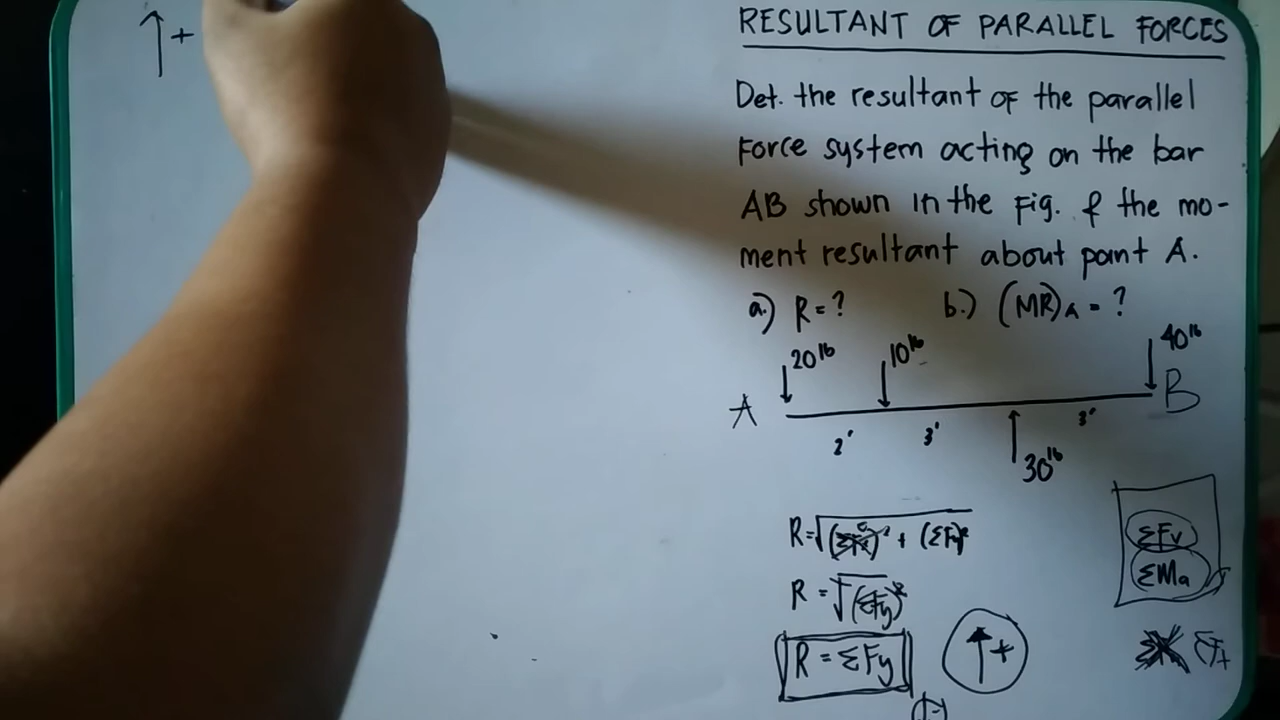 ↑+
RESULTANT OF PARALLEL FORCES
Det. the resultant of the parallel
Force system acting on the bar
AB shown in the Fig. & the mo-
ment resultant about point A.
a.) R = ? b.) (MR)A = ?
20lb 10lb 40lb
A B
2' 3' 3'
30lb
R = √(ΣFx)² + (ΣFy)²
R = √(ΣFy)²
R = ΣFy ↑+
ΣFv
ΣMa